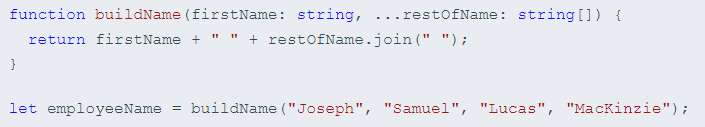 function buildName(firstName: string, ...restOfName: string[]) {
  return firstName + " " + restOfName.join(" ");
}
let employeeName = buildName("Joseph", "Samuel", "Lucas", "MacKinzie");